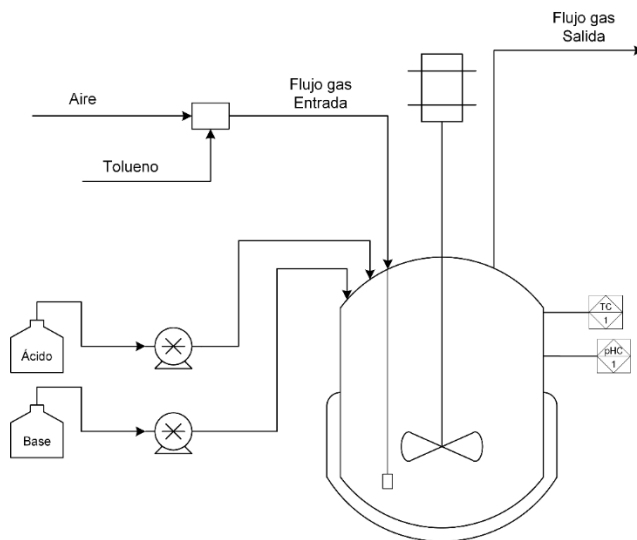 Flujo gas
Salida
Flujo gas
Entrada
Aire
Tolueno
TC
1
pHC
1
Ácido
Base